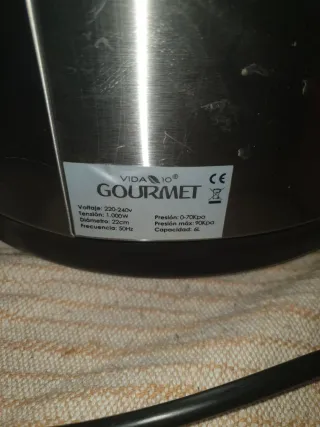 VIDA 10®
GOURMET
CE
Voltaje: 220-240v
Tensión: 1.000W
Diámetro: 22cm
Frecuencia: 50Hz
Presión: 0-70Kpa
Presión máx: 90Kpa
Capacidad: 6L